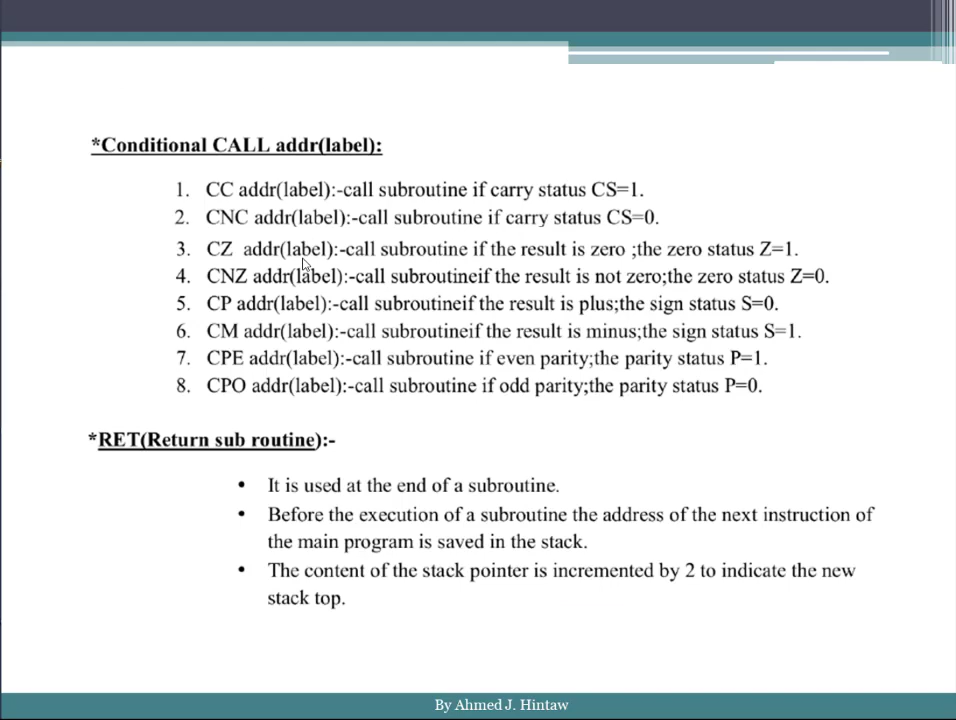 *Conditional CALL addr(label):
1. CC addr(label):-call subroutine if carry status CS=1.
2. CNC addr(label):-call subroutine if carry status CS=0.
3. CZ addr(label):-call subroutine if the result is zero ;the zero status Z=1.
4. CNZ addr(label):-call subroutineif the result is not zero;the zero status Z=0.
5. CP addr(label):-call subroutineif the result is plus;the sign status S=0.
6. CM addr(label):-call subroutineif the result is minus;the sign status S=1.
7. CPE addr(label):-call subroutine if even parity;the parity status P=1.
8. CPO addr(label):-call subroutine if odd parity;the parity status P=0.
*RET(Return sub routine):-
• It is used at the end of a subroutine.
• Before the execution of a subroutine the address of the next instruction of
the main program is saved in the stack.
• The content of the stack pointer is incremented by 2 to indicate the new
stack top.
By Ahmed J. Hintaw